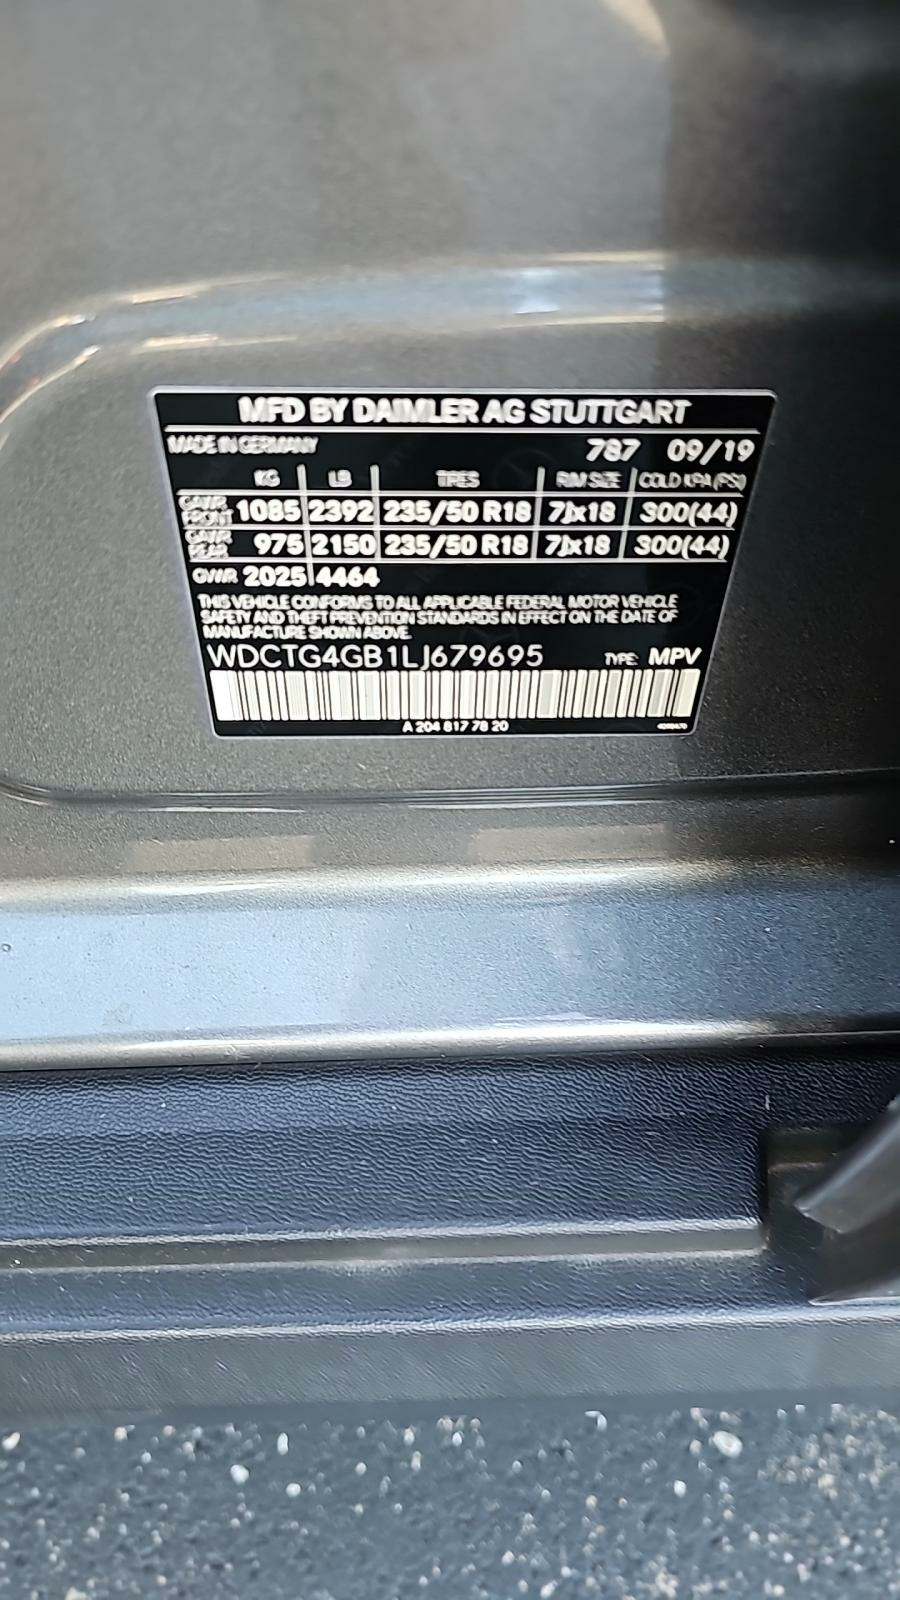 MFD BY DAIMLER AG STUTTGART
MADE IN GERMANY 787 09/19
KG LB TIRES RIM SIZE COLD KPA (PSI)
GAWR FRONT 1085 2392 235/50 R18 7Jx18 300(44)
GAWR REAR 975 2150 235/50 R18 7Jx18 300(44)
GVWR 2025 4464
THIS VEHICLE CONFORMS TO ALL APPLICABLE FEDERAL MOTOR VEHICLE
SAFETY AND THEFT PREVENTION STANDARDS IN EFFECT ON THE DATE OF
MANUFACTURE SHOWN ABOVE.
WDCTG4GB1LJ679695 TYPE: MPV
A 204 817 78 20